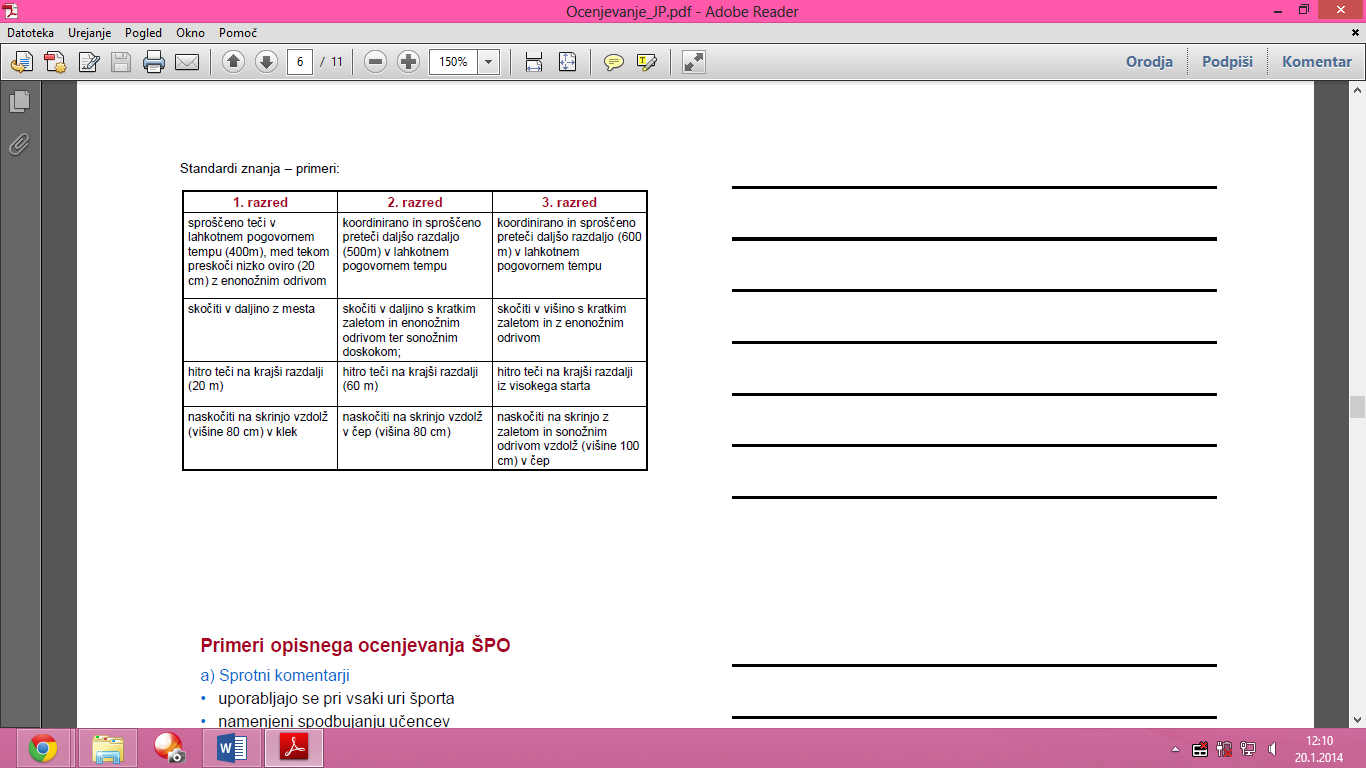 Ocenjevanje_JP.pdf - Adobe Reader
Datoteka Urejanje Pogled Okno Pomoč
6 / 11 150% Orodja Podpiši Komentar
Standardi znanja – primeri:
1. razred 2. razred 3. razred
sproščeno teči v
lahkotnem pogovornem
tempu (400m), med tekom
preskoči nizko oviro (20
cm) z enonožnim odrivom
koordinirano in sproščeno
preteči daljšo razdaljo
(500m) v lahkotnem
pogovornem tempu
koordinirano in sproščeno
preteči daljšo razdaljo (600
m) v lahkotnem
pogovornem tempu
skočiti v daljino z mesta
skočiti v daljino s kratkim
zaletom in enonožnim
odrivom ter sonožnim
doskokom;
skočiti v višino s kratkim
zaletom in z enonožnim
odrivom
hitro teči na krajši razdalji
(20 m)
hitro teči na krajši razdalji
(60 m)
hitro teči na krajši razdalji
iz visokega starta
naskočiti na skrinjo vzdolž
(višine 80 cm) v klek
naskočiti na skrinjo vzdolž
v čep (višina 80 cm)
naskočiti na skrinjo z
zaletom in sonožnim
odrivom vzdolž (višine 100
cm) v čep
Primeri opisnega ocenjevanja ŠPO
a) Sprotni komentarji
• uporabljajo se pri vsaki uri športa
• namenjeni spodbujanju učencev
12:10
20.1.2014